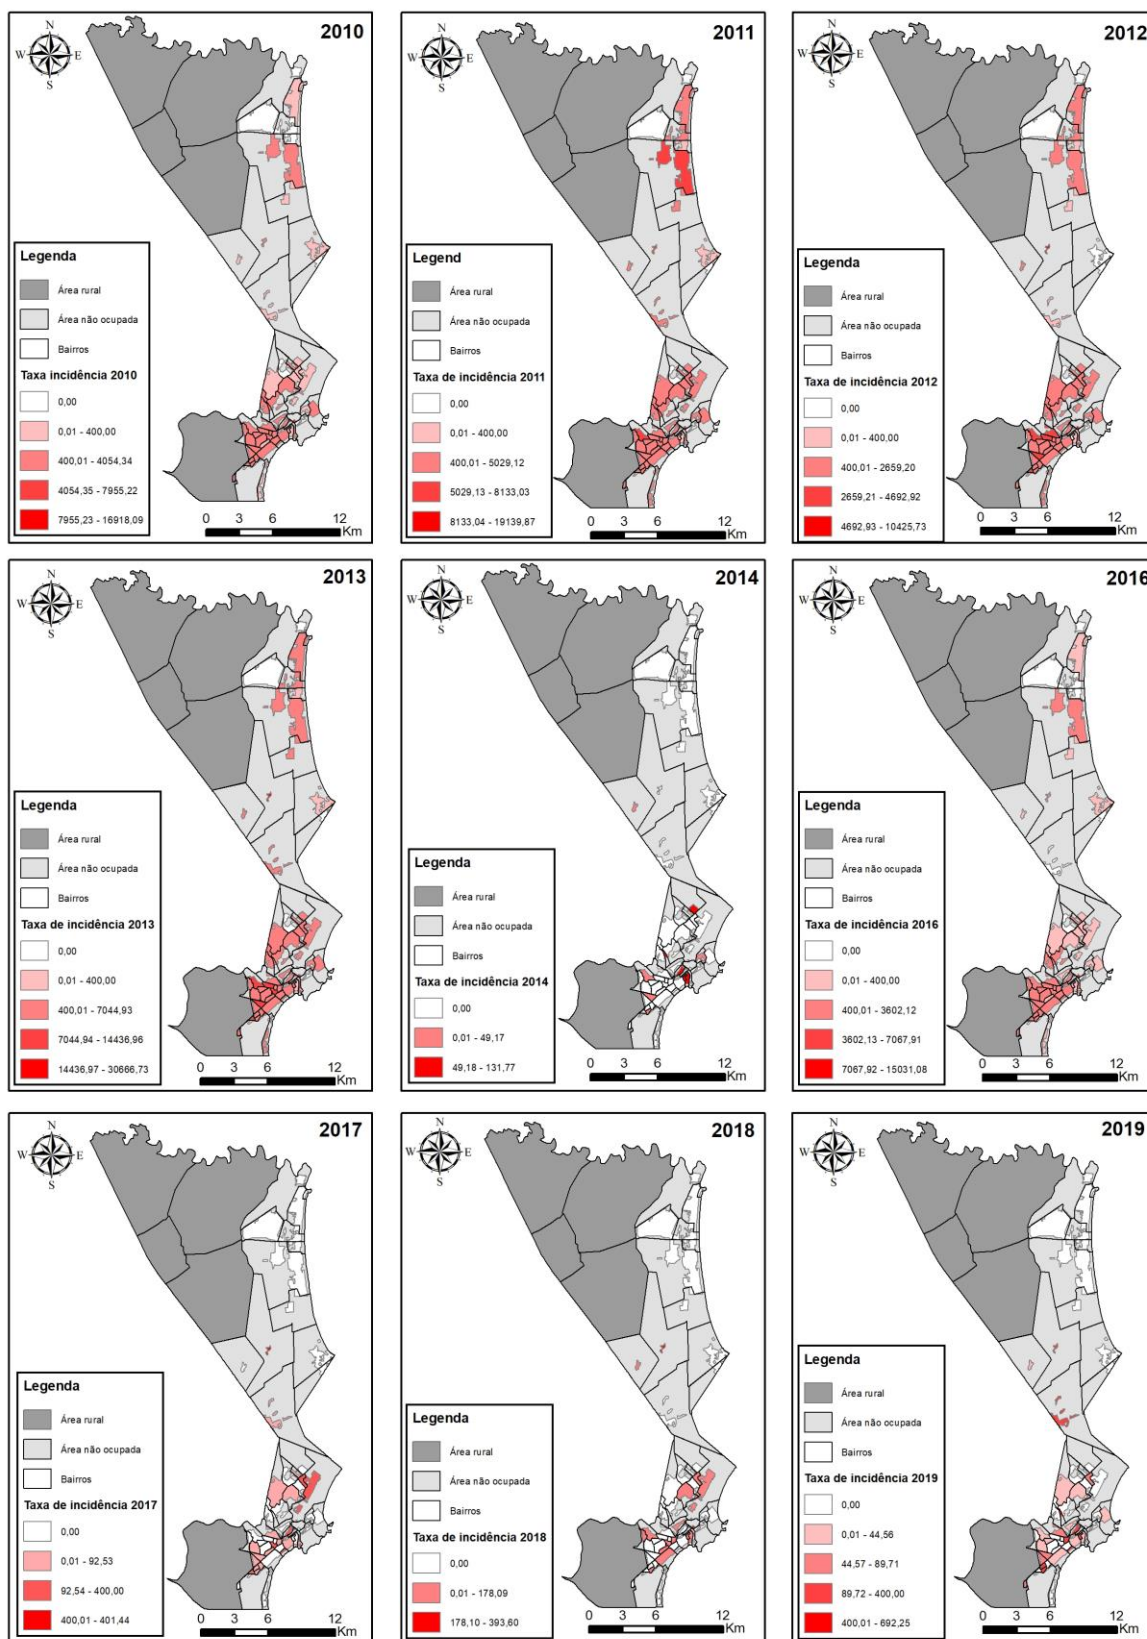 2010
N
W E
S
Legenda
Área rural
Área não ocupada
Bairros
Taxa incidência 2010
0,00
0,01 - 400,00
400,01 - 4054,34
4054,35 - 7955,22
7955,23 - 16918,09
0 3 6 12
Km
2011
N
W E
S
Legend
Área rural
Área não ocupada
Bairros
Taxa de incidência 2011
0,00
0,01 - 400,00
400,01 - 5029,12
5029,13 - 8133,03
8133,04 - 19139,87
0 3 6 12
Km
2012
N
W E
S
Legenda
Área rural
Área não ocupada
Bairros
Taxa de incidência 2012
0,00
0,01 - 400,00
400,01 - 2659,20
2659,21 - 4692,92
4692,93 - 10425,73
0 3 6 12
Km
2013
N
W E
S
Legenda
Área rural
Área não ocupada
Bairros
Taxa de incidência 2013
0,00
0,01 - 400,00
400,01 - 7044,93
7044,94 - 14436,96
14436,97 - 30666,73
0 3 6 12
Km
2014
N
W E
S
Legenda
Área rural
Área não ocupada
Bairros
Taxa de incidência 2014
0,00
0,01 - 49,17
49,18 - 131,77
0 3 6 12
Km
2016
N
W E
S
Legenda
Área rural
Área não ocupada
Bairros
Taxa de incidência 2016
0,00
0,01 - 400,00
400,01 - 3602,12
3602,13 - 7067,91
7067,92 - 15031,08
0 3 6 12
Km
2017
N
W E
S
Legenda
Área rural
Área não ocupada
Bairros
Taxa de incidência 2017
0,00
0,01 - 92,53
92,54 - 400,00
400,01 - 401,44
0 3 6 12
Km
2018
N
W E
S
Legenda
Área rural
Área não ocupada
Bairros
Taxa de incidência 2018
0,00
0,01 - 178,09
178,10 - 393,60
0 3 6 12
Km
2019
N
W E
S
Legenda
Área rural
Área não ocupada
Bairros
Taxa de incidência 2019
0,00
0,01 - 44,56
44,57 - 89,71
89,72 - 400,00
400,01 - 692,25
0 3 6 12
Km